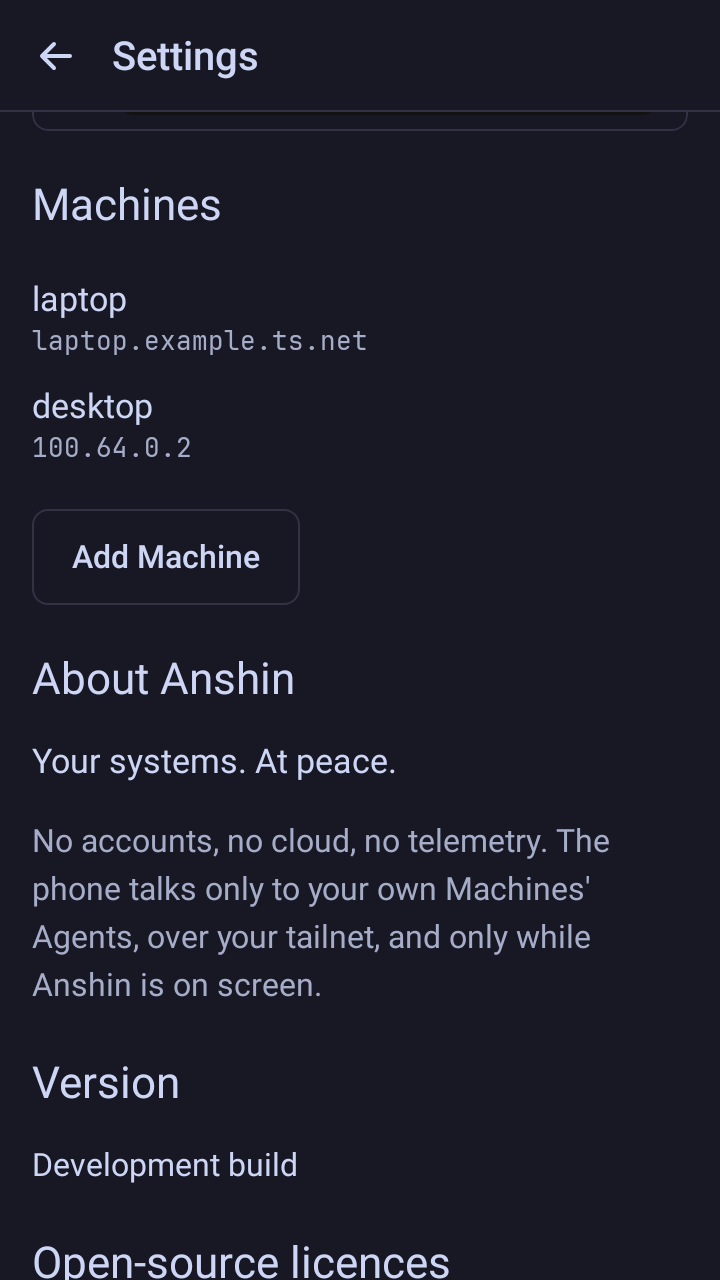 Settings
Machines
laptop
laptop.example.ts.net
desktop
100.64.0.2
Add Machine
About Anshin
Your systems. At peace.
No accounts, no cloud, no telemetry. The
phone talks only to your own Machines'
Agents, over your tailnet, and only while
Anshin is on screen.
Version
Development build
Open-source licences